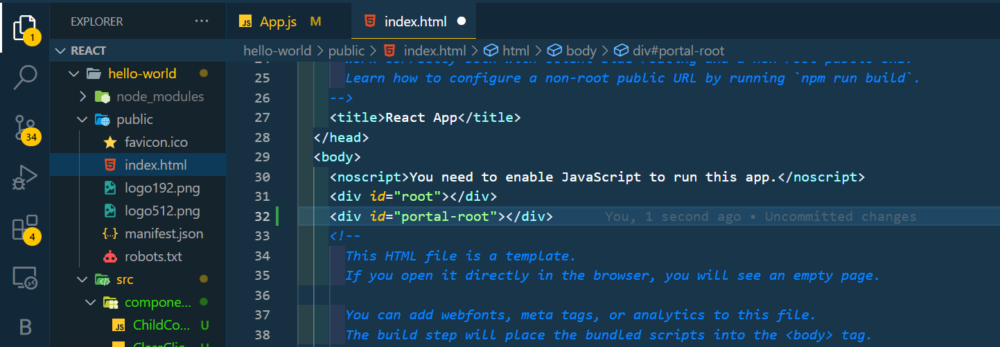 EXPLORER ...
App.js M
index.html
1
REACT
hello-world > public > index.html > html > body > div#portal-root
hello-world
node_modules
public
favicon.ico
index.html
logo192.png
logo512.png
manifest.json
robots.txt
src
compone...
ChildCo... U
U
34
4
B
24
25 Learn how to configure a non-root public URL by running `npm run build`.
26 -->
27 <title>React App</title>
28 </head>
29 <body>
30 <noscript>You need to enable JavaScript to run this app.</noscript>
31 <div id="root"></div>
32 <div id="portal-root"></div> You, 1 second ago • Uncommitted changes
33 <!--
34 This HTML file is a template.
35 If you open it directly in the browser, you will see an empty page.
36
37 You can add webfonts, meta tags, or analytics to this file.
38 The build step will place the bundled scripts into the <body> tag.